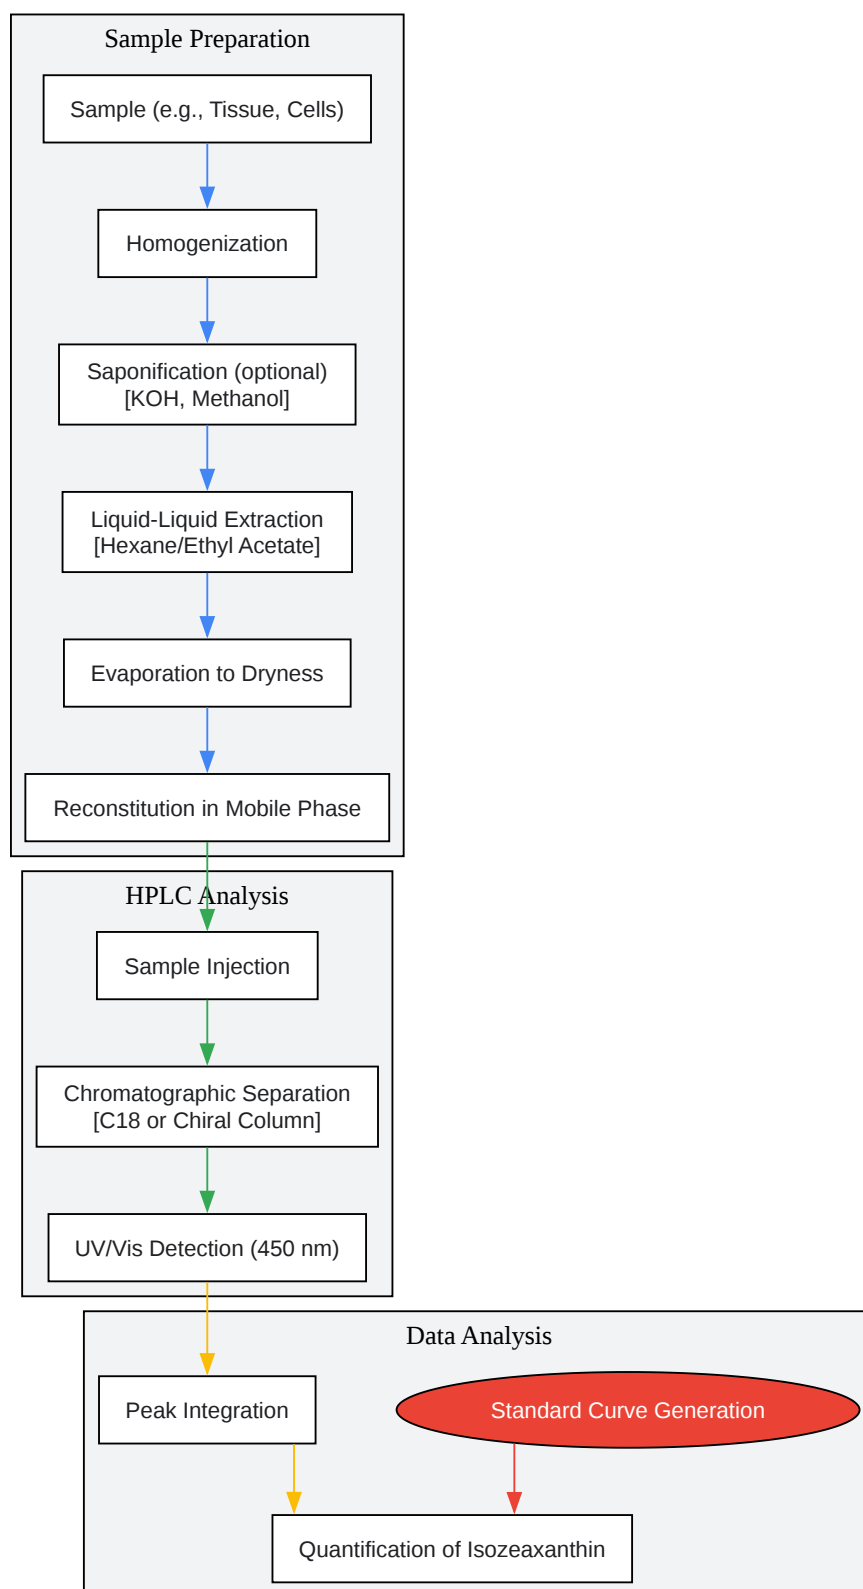 Sample Preparation
Sample (e.g., Tissue, Cells)
Homogenization
Saponification (optional)
[KOH, Methanol]
Liquid-Liquid Extraction
[Hexane/Ethyl Acetate]
Evaporation to Dryness
Reconstitution in Mobile Phase
HPLC Analysis
Sample Injection
Chromatographic Separation
[C18 or Chiral Column]
UV/Vis Detection (450 nm)
Data Analysis
Peak Integration
Standard Curve Generation
Quantification of Isozeaxanthin